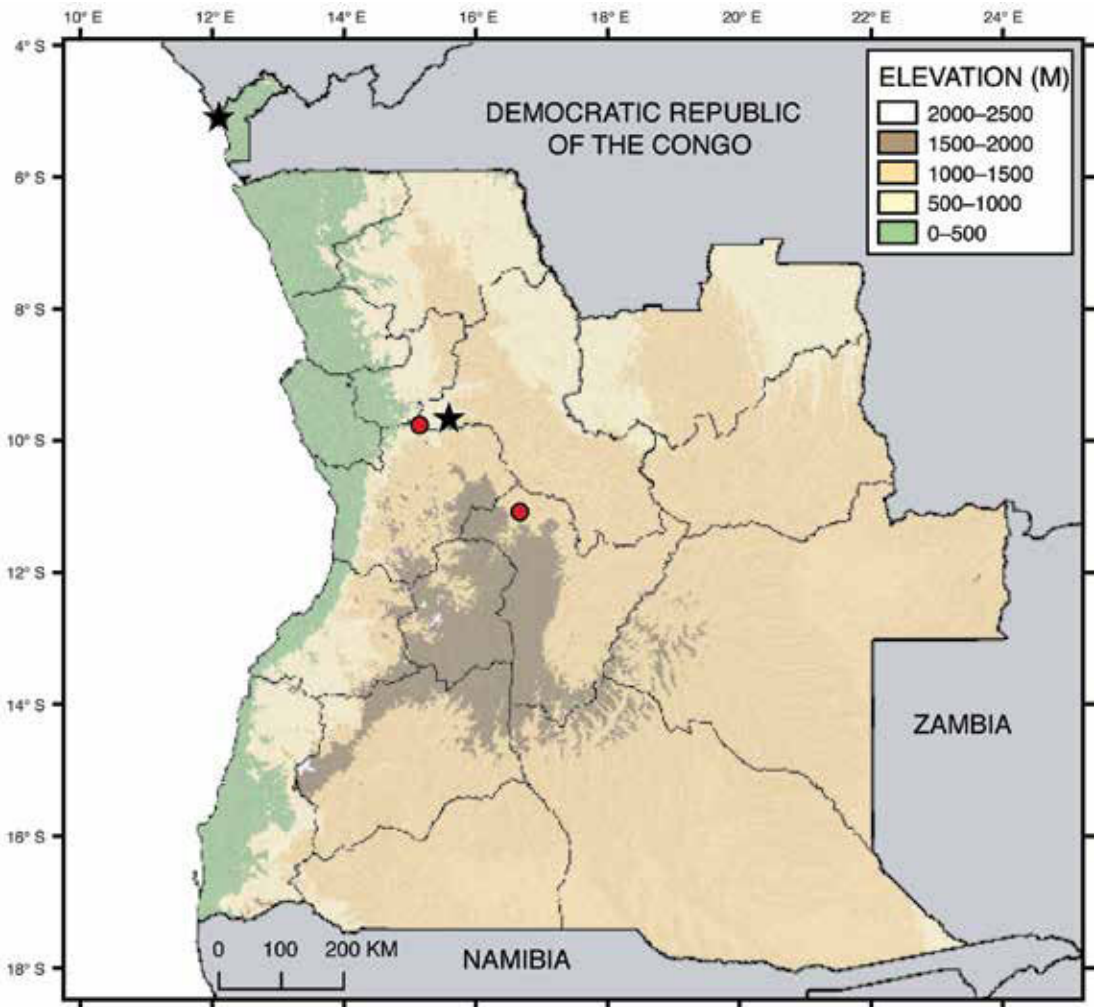 10° E 12° E 14° E 16° E 18° E 20° E 22° E 24° E
4° S
6° S
8° S
10° S
12° S
14° S
16° S
18° S
ELEVATION (M)
2000–2500
1500–2000
1000–1500
500–1000
0–500
DEMOCRATIC REPUBLIC
OF THE CONGO
ZAMBIA
NAMIBIA
0 100 200 KM